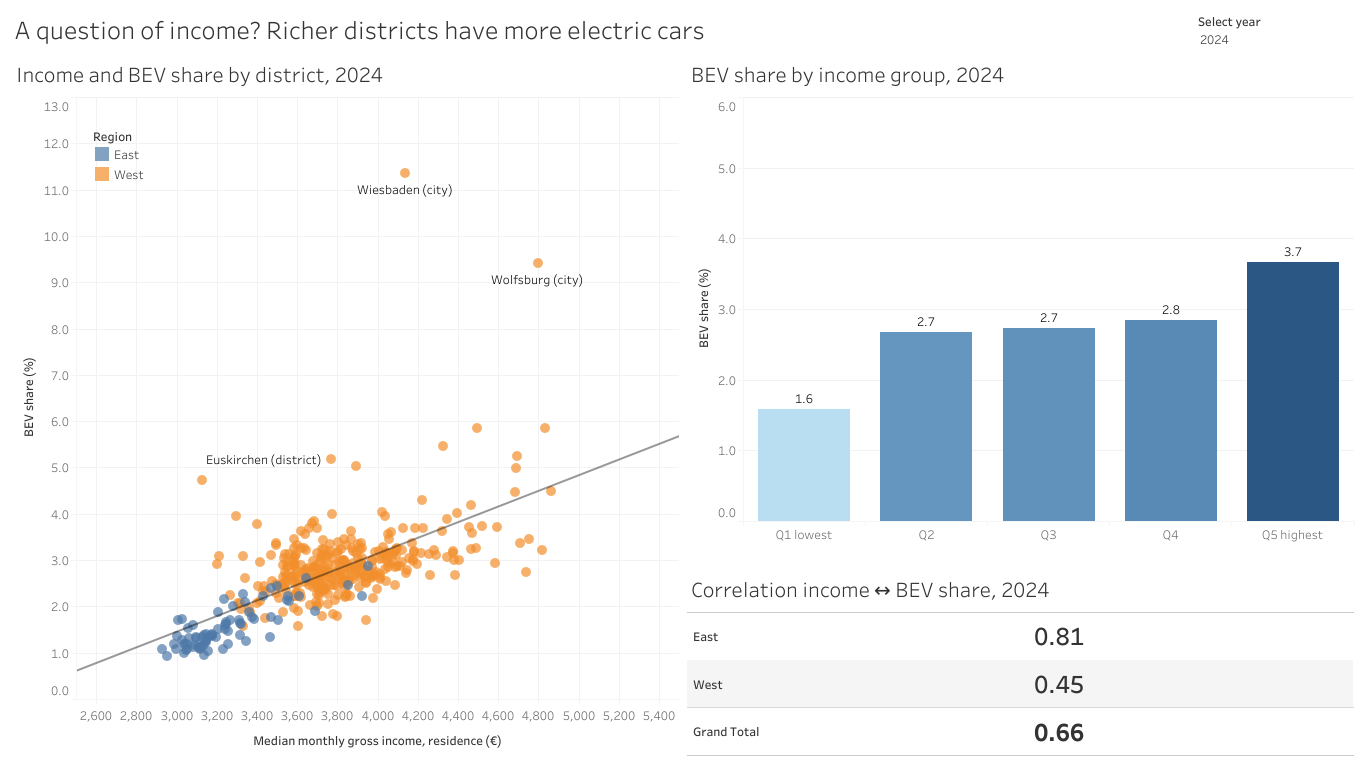 A question of income? Richer districts have more electric cars
Select year
2024
Income and BEV share by district, 2024
13.0
12.0
11.0
10.0
9.0
8.0
7.0
6.0
5.0
4.0
3.0
2.0
1.0
0.0
BEV share (%)
Region
East
West
Wiesbaden (city)
Wolfsburg (city)
Euskirchen (district)
2,600 2,800 3,000 3,200 3,400 3,600 3,800 4,000 4,200 4,400 4,600 4,800 5,000 5,200 5,400
Median monthly gross income, residence (€)
BEV share by income group, 2024
6.0
5.0
4.0
3.0
2.0
1.0
0.0
BEV share (%)
1.6
2.7
2.7
2.8
3.7
Q1 lowest Q2 Q3 Q4 Q5 highest
Correlation income ↔ BEV share, 2024
East 0.81
West 0.45
Grand Total 0.66